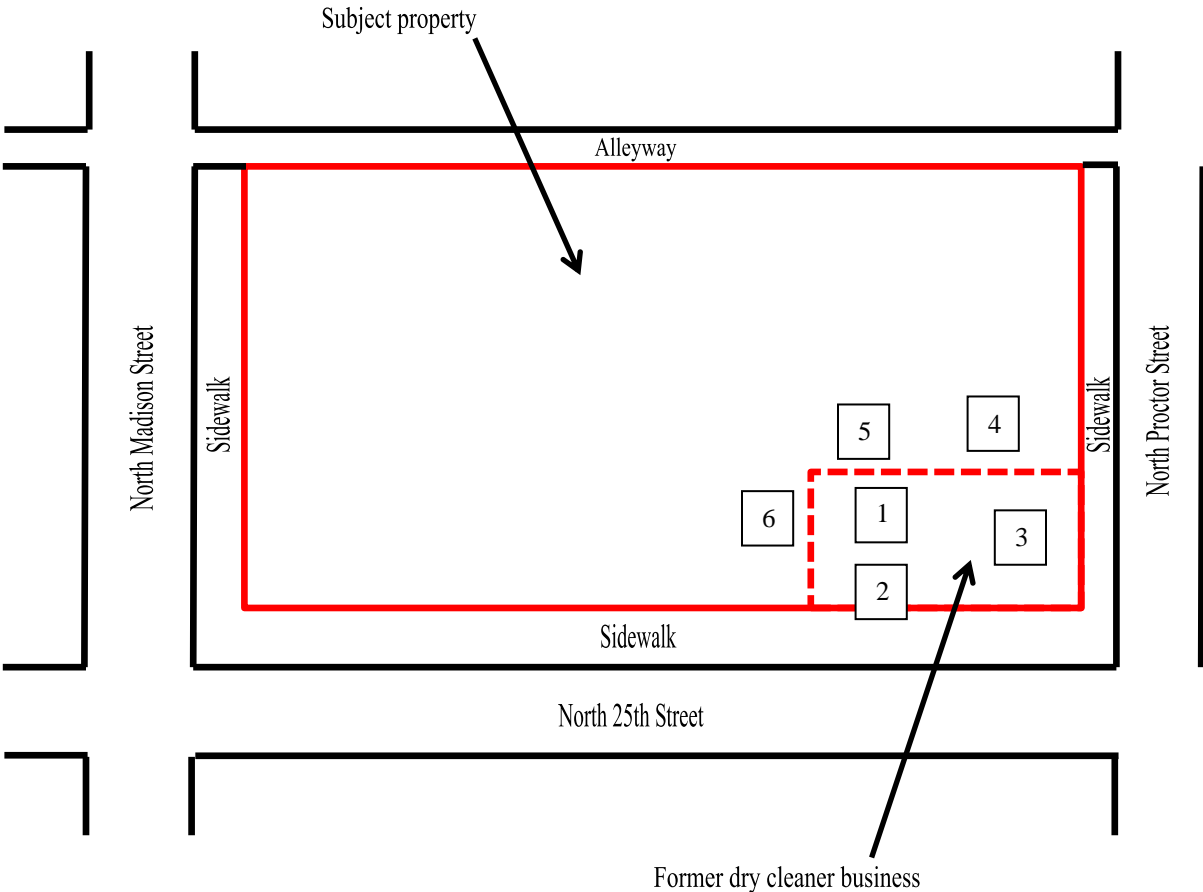 Subject property
Alleyway
North Madison Street
Sidewalk
Sidewalk
North Proctor Street
5
4
6
1
3
2
Sidewalk
North 25th Street
Former dry cleaner business